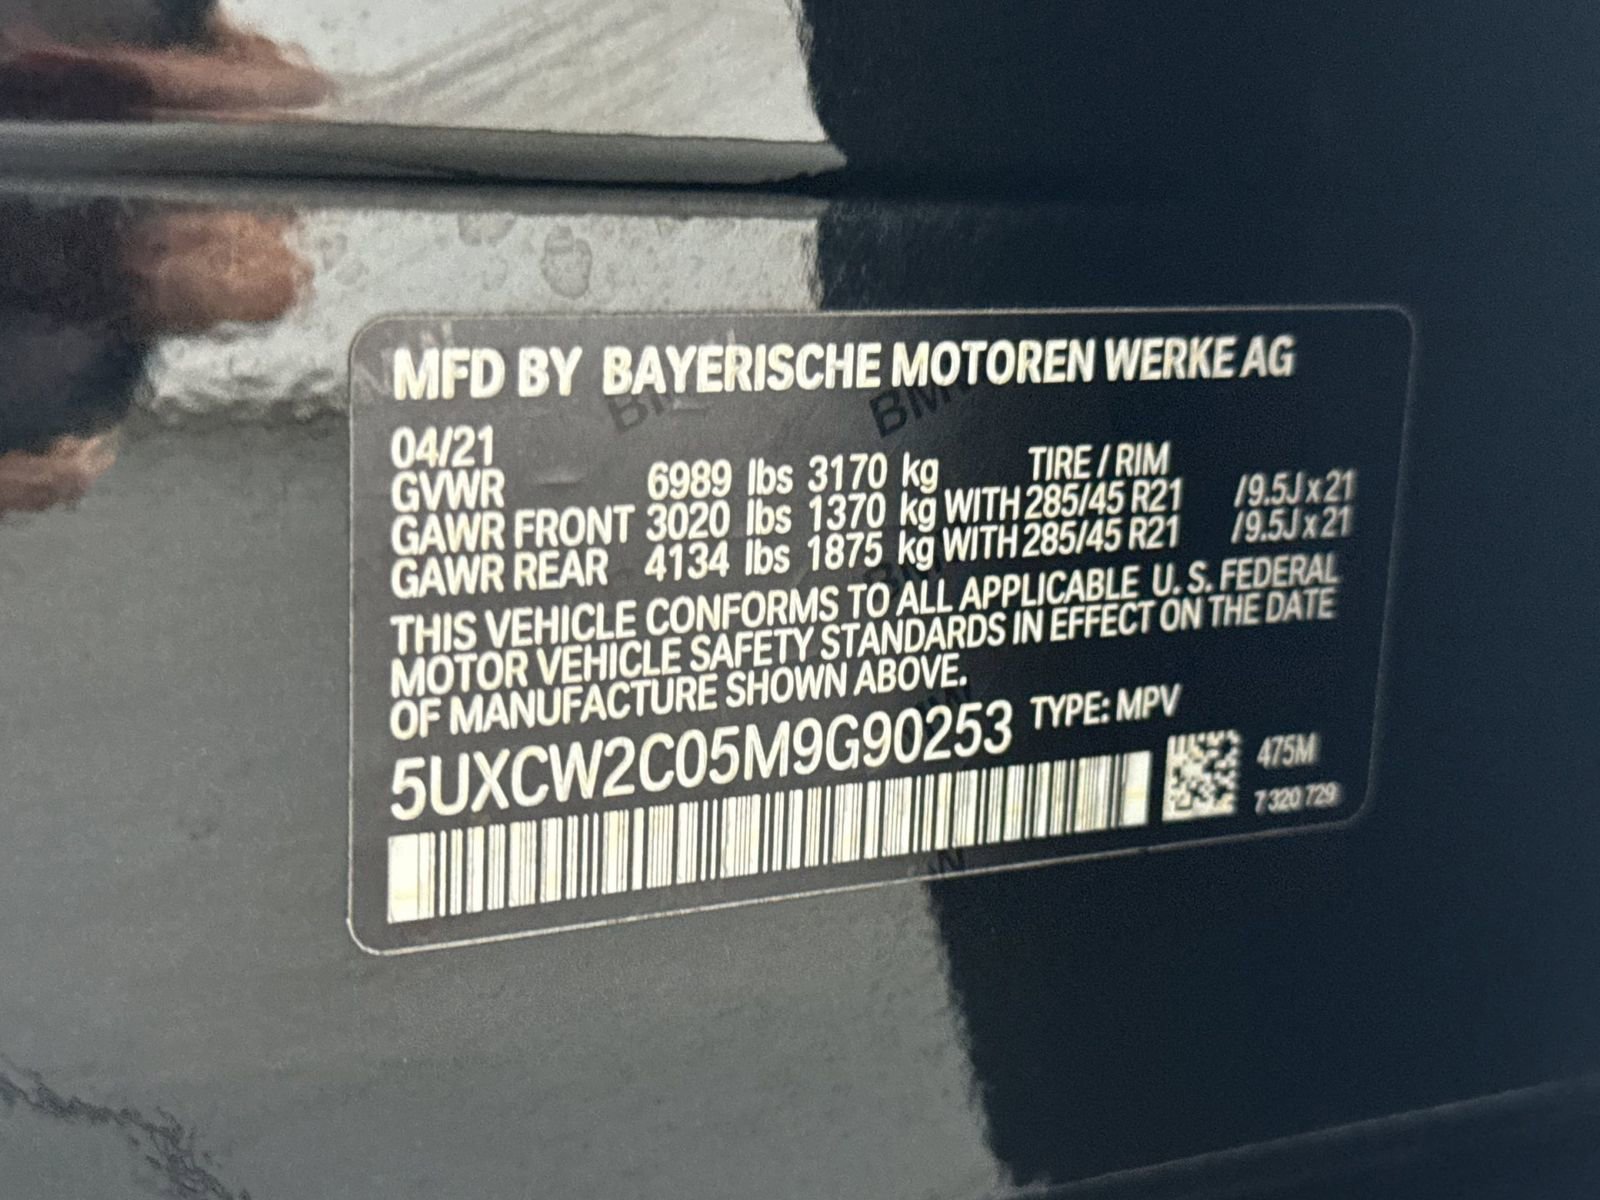 MFD BY BAYERISCHE MOTOREN WERKE AG
04/21
GVWR 6989 lbs 3170 kg TIRE / RIM
GAWR FRONT 3020 lbs 1370 kg WITH 285/45 R21 /9.5J x 21
GAWR REAR 4134 lbs 1875 kg WITH 285/45 R21 /9.5J x 21
THIS VEHICLE CONFORMS TO ALL APPLICABLE U. S. FEDERAL
MOTOR VEHICLE SAFETY STANDARDS IN EFFECT ON THE DATE
OF MANUFACTURE SHOWN ABOVE.
5UXCW2C05M9G90253 TYPE: MPV
475M
7 320 729